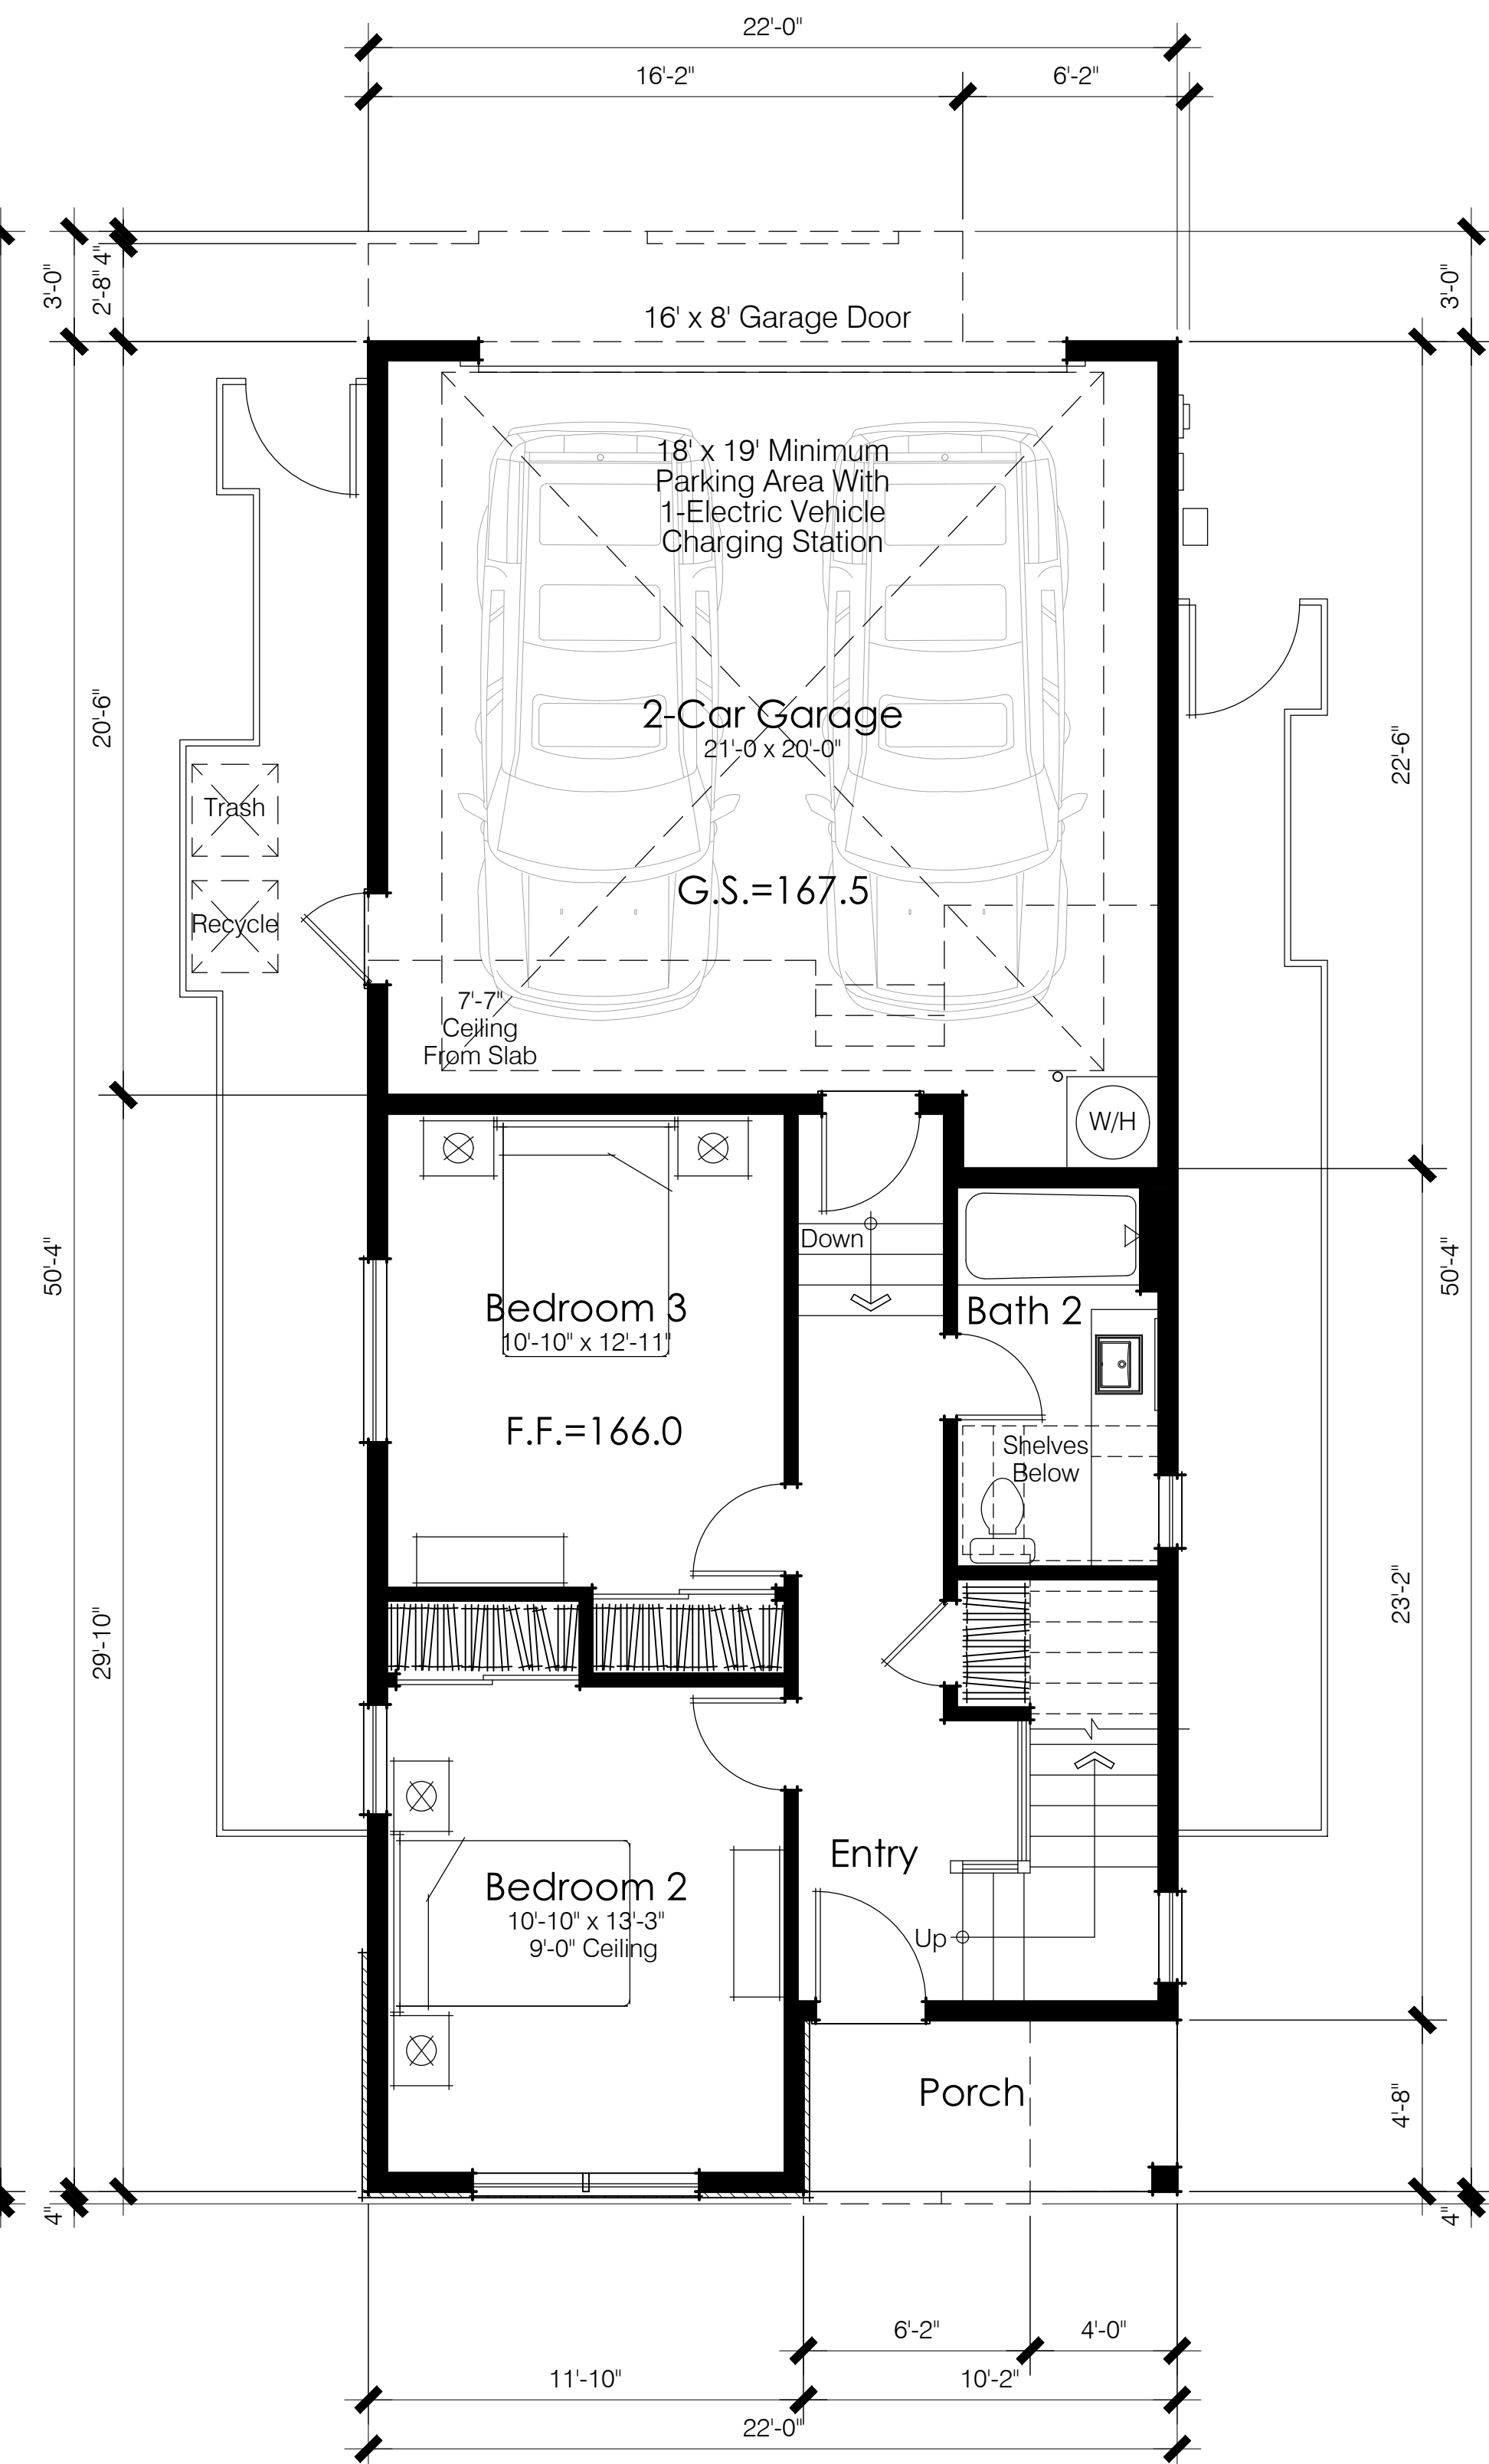 22'-0"
16'-2"
6'-2"
3'-0"
2'-8"
4"
3'-0"
16' x 8' Garage Door
18' x 19' Minimum
Parking Area With
1-Electric Vehicle
Charging Station
20'-6"
2-Car Garage
21'-0 x 20'-0"
22'-6"
Trash
G.S.=167.5
Recycle
7'-7"
Ceiling
From Slab
W/H
Down
50'-4"
50'-4"
Bedroom 3
10'-10" x 12'-11"
Bath 2
F.F.=166.0
Shelves
Below
29'-10"
23'-2"
Entry
Bedroom 2
10'-10" x 13'-3"
9'-0" Ceiling
Up
Porch
4'-8"
4"
4"
6'-2"
4'-0"
11'-10"
10'-2"
22'-0"